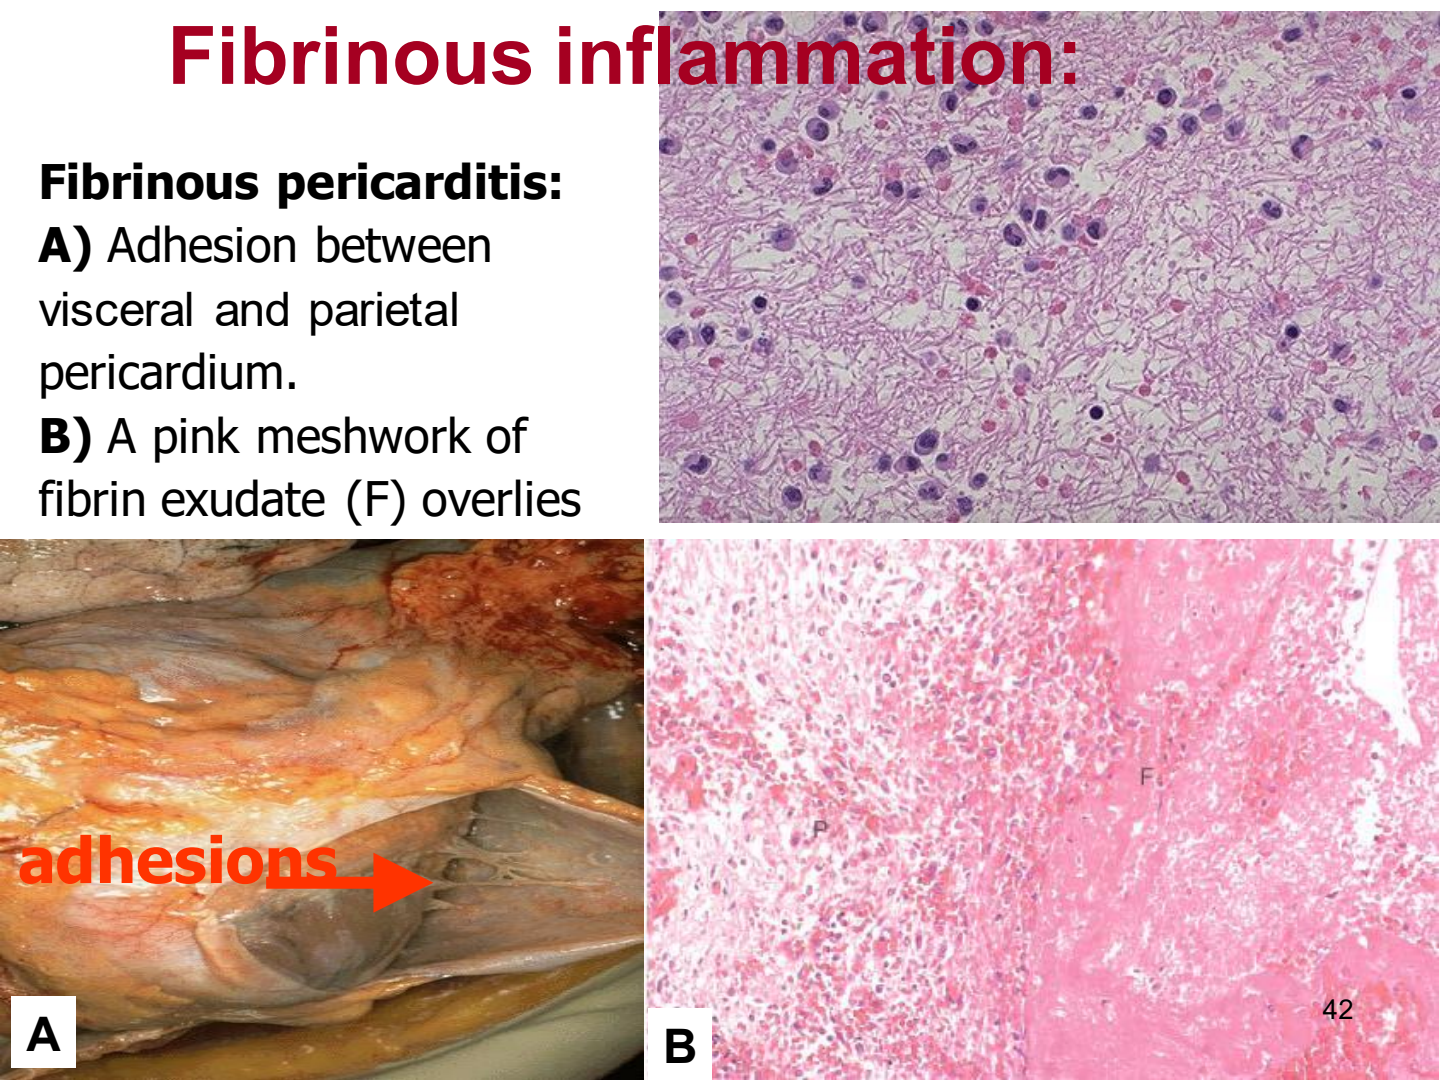 Fibrinous inflammation:
Fibrinous pericarditis:
A) Adhesion between
visceral and parietal
pericardium.
B) A pink meshwork of
fibrin exudate (F) overlies
adhesions
P
F
A
B
42